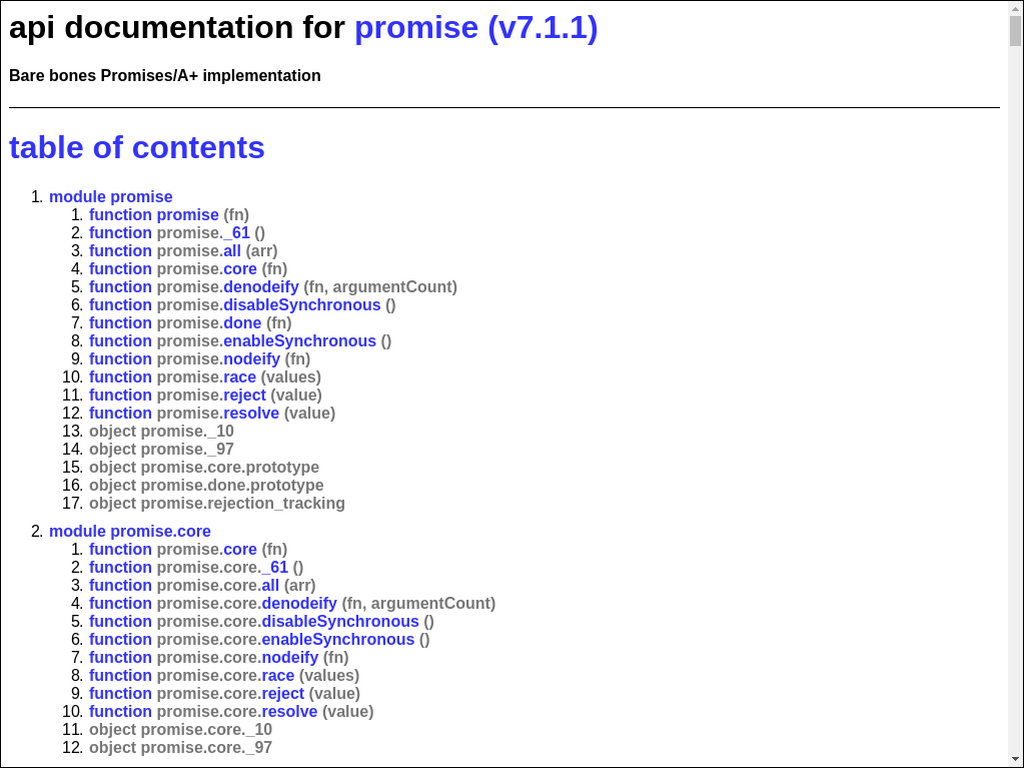 api documentation for promise (v7.1.1)
Bare bones Promises/A+ implementation
table of contents
1. module promise
1. function promise (fn)
2. function promise._61 ()
3. function promise.all (arr)
4. function promise.core (fn)
5. function promise.denodeify (fn, argumentCount)
6. function promise.disableSynchronous ()
7. function promise.done (fn)
8. function promise.enableSynchronous ()
9. function promise.nodeify (fn)
10. function promise.race (values)
11. function promise.reject (value)
12. function promise.resolve (value)
13. object promise._10
14. object promise._97
15. object promise.core.prototype
16. object promise.done.prototype
17. object promise.rejection_tracking
2. module promise.core
1. function promise.core (fn)
2. function promise.core._61 ()
3. function promise.core.all (arr)
4. function promise.core.denodeify (fn, argumentCount)
5. function promise.core.disableSynchronous ()
6. function promise.core.enableSynchronous ()
7. function promise.core.nodeify (fn)
8. function promise.core.race (values)
9. function promise.core.reject (value)
10. function promise.core.resolve (value)
11. object promise.core._10
12. object promise.core._97